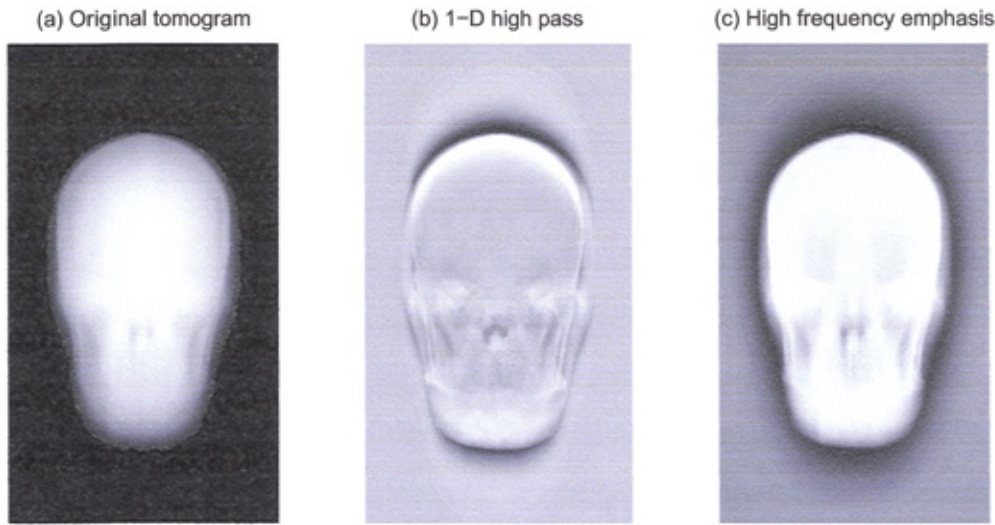 (a) Original tomogram
(b) 1−D high pass
(c) High frequency emphasis